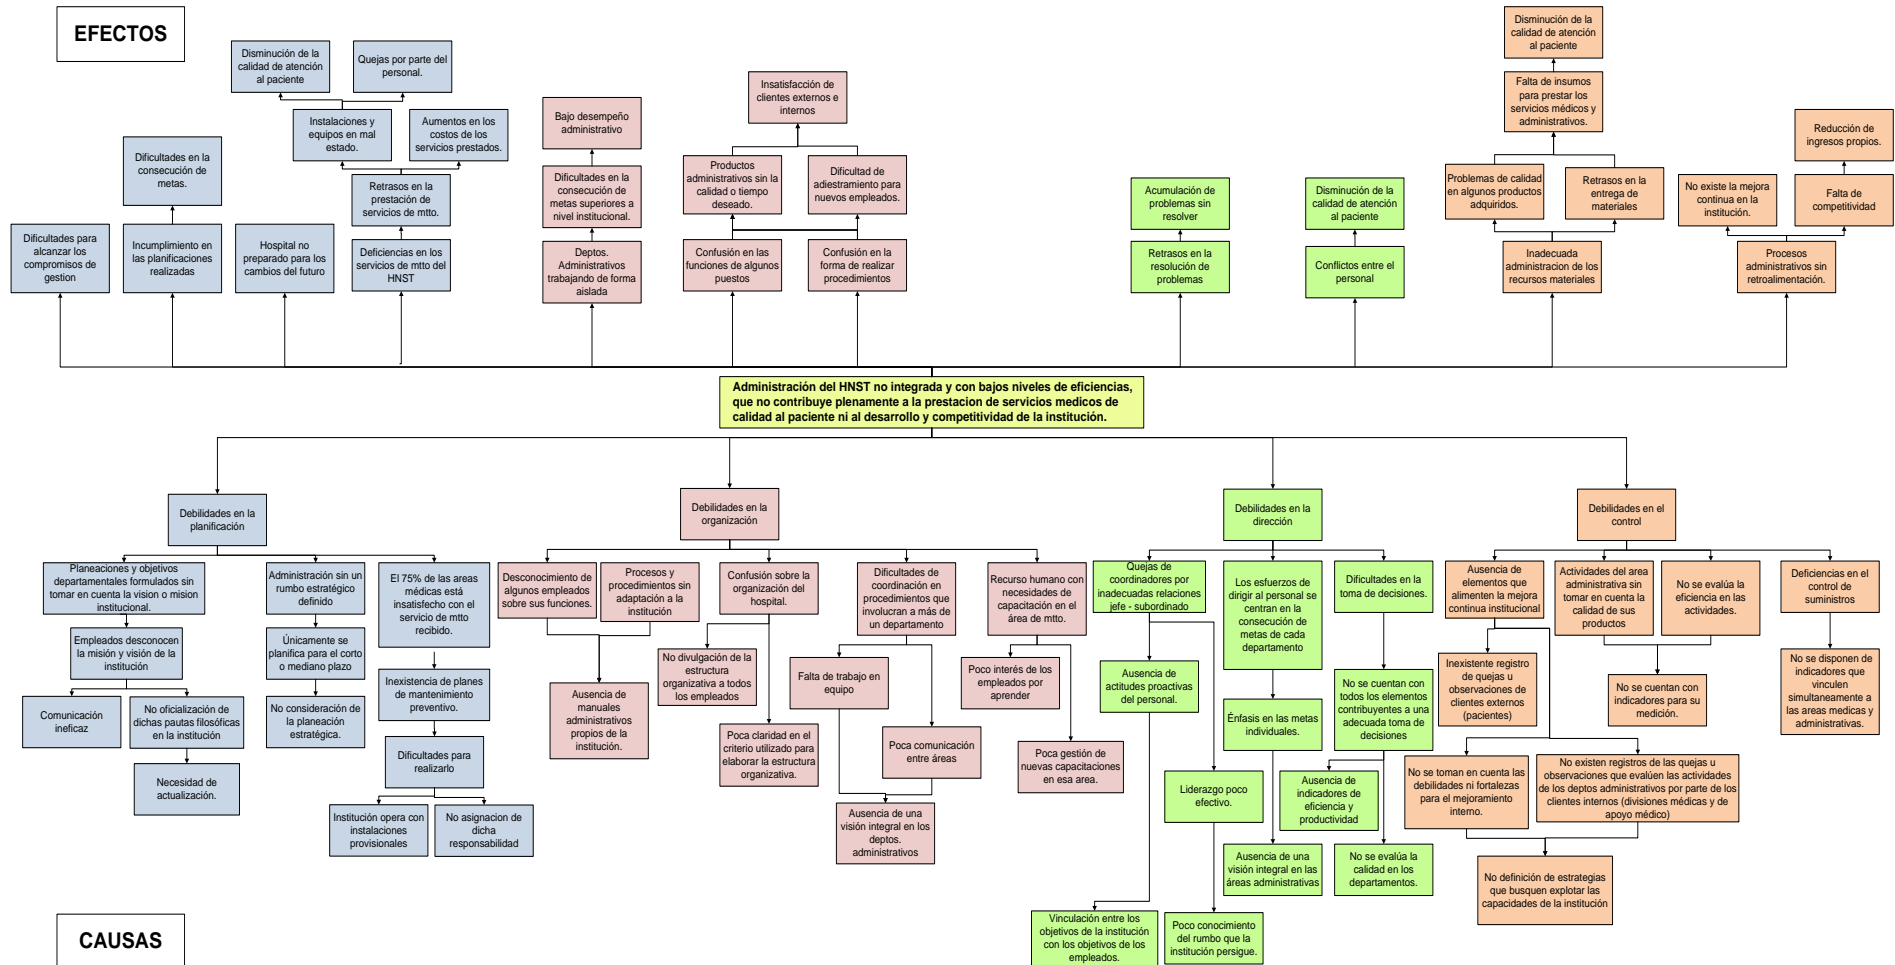 EFECTOS
Disminución de la
calidad de atención
al paciente
Quejas por parte del
personal.
Instalaciones y
equipos en mal
estado.
Aumentos en los
costos de los
servicios prestados.
Dificultades en la
consecución de
metas.
Retrasos en la
prestación de
servicios de mtto.
Dificultades para
alcanzar los
compromisos de
gestion
Incumplimiento en
las planificaciones
realizadas
Hospital no
preparado para los
cambios del futuro
Deficiencias en los
servicios de mtto del
HNST
Bajo desempeño
administrativo
Dificultades en la
consecución de
metas superiores a
nivel institucional.
Deptos.
Administrativos
trabajando de forma
aislada
Insatisfacción de
clientes externos e
internos
Productos
administrativos sin la
calidad o tiempo
deseado.
Dificultad de
adiestramiento para
nuevos empleados.
Confusión en las
funciones de algunos
puestos
Confusión en la
forma de realizar
procedimientos
Acumulación de
problemas sin
resolver
Retrasos en la
resolución de
problemas
Disminución de la
calidad de atención
al paciente
Conflictos entre el
personal
Disminución de la
calidad de atención
al paciente
Falta de insumos
para prestar los
servicios médicos y
administrativos.
Problemas de calidad
en algunos productos
adquiridos.
Retrasos en la
entrega de
materiales
Inadecuada
administracion de los
recursos materiales
Reducción de
ingresos propios.
No existe la mejora
continua en la
institución.
Falta de
competitividad
Procesos
administrativos sin
retroalimentación.
Administración del HNST no integrada y con bajos niveles de eficiencias,
que no contribuye plenamente a la prestacion de servicios medicos de
calidad al paciente ni al desarrollo y competitividad de la institución.
Debilidades en la
planificación
Planeaciones y objetivos
departamentales formulados sin
tomar en cuenta la vision o mision
institucional.
Administración sin un
rumbo estratégico
definido
El 75% de las areas
médicas está
insatisfecho con el
servicio de mtto
recibido.
Empleados desconocen
la misión y visión de la
institución
Únicamente se
planifica para el corto
o mediano plazo
Inexistencia de planes
de mantenimiento
preventivo.
Comunicación
ineficaz
No oficialización de
dichas pautas filosóficas
en la institución
No consideración de
la planeación
estratégica.
Dificultades para
realizarlo
Necesidad de
actualización.
Institución opera con
instalaciones
provisionales
No asignacion de
dicha
responsabilidad
Debilidades en la
organización
Desconocimiento de
algunos empleados
sobre sus funciones.
Procesos y
procedimientos sin
adaptación a la
institución
Confusión sobre la
organización del
hospital.
Dificultades de
coordinación en
procedimientos que
involucran a más de
un departamento
Recurso humano con
necesidades de
capacitación en el
área de mtto.
No divulgación de la
estructura
organizativa a todos
los empleados
Falta de trabajo en
equipo
Poco interés de los
empleados por
aprender
Ausencia de
manuales
administrativos
propios de la
institución.
Poca claridad en el
criterio utilizado para
elaborar la estructura
organizativa.
Poca comunicación
entre áreas
Poca gestión de
nuevas capacitaciones
en esa area.
Ausencia de una
visión integral en los
deptos.
administrativos
Debilidades en la
dirección
Quejas de
coordinadores por
inadecuadas relaciones
jefe - subordinado
Los esfuerzos de
dirigir al personal se
centran en la
consecución de
metas de cada
departamento
Dificultades en la
toma de decisiones.
Ausencia de
actitudes proactivas
del personal.
Énfasis en las metas
individuales.
No se cuentan con
todos los elementos
contribuyentes a una
adecuada toma de
decisiones
Liderazgo poco
efectivo.
Ausencia de
indicadores de
eficiencia y
productividad
Ausencia de una
visión integral en las
áreas administrativas
No se evalúa la
calidad en los
departamentos.
Vinculación entre los
objetivos de la institución
con los objetivos de los
empleados.
Poco conocimiento
del rumbo que la
institución persigue.
Debilidades en el
control
Ausencia de
elementos que
alimenten la mejora
continua institucional
Actividades del area
administrativa sin
tomar en cuenta la
calidad de sus
productos
No se evalúa la
eficiencia en las
actividades.
Deficiencias en el
control de
suministros
Inexistente registro
de quejas u
observaciones de
clientes externos
(pacientes)
No se cuentan con
indicadores para su
medición.
No se disponen de
indicadores que
vinculen
simultaneamente a
las areas medicas y
administrativas.
No se toman en cuenta las
debilidades ni fortalezas
para el mejoramiento
interno.
No existen registros de las quejas u
observaciones que evalúen las actividades
de los deptos administrativos por parte de los
clientes internos (divisiones médicas y de
apoyo médico)
No definición de estrategias
que busquen explotar las
capacidades de la institución
CAUSAS